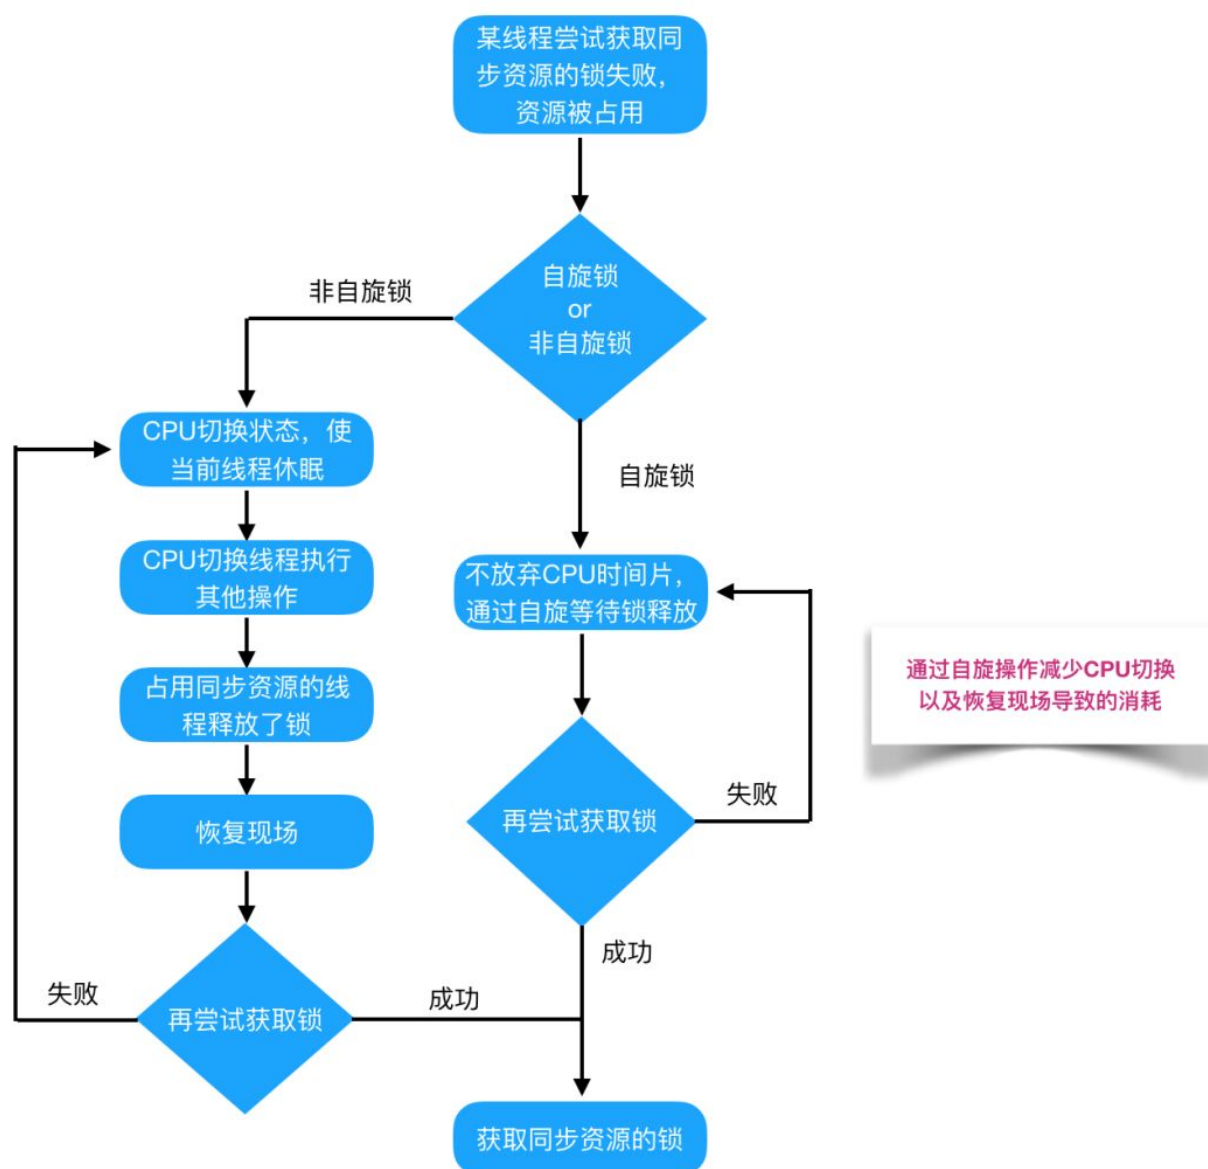 某线程尝试获取同
步资源的锁失败，
资源被占用
自旋锁
or
非自旋锁
非自旋锁
CPU切换状态，使
当前线程休眠
自旋锁
CPU切换线程执行
其他操作
不放弃CPU时间片，
通过自旋等待锁释放
占用同步资源的线
程释放了锁
通过自旋操作减少CPU切换
以及恢复现场导致的消耗
恢复现场
再尝试获取锁
失败
成功
再尝试获取锁
失败
成功
获取同步资源的锁